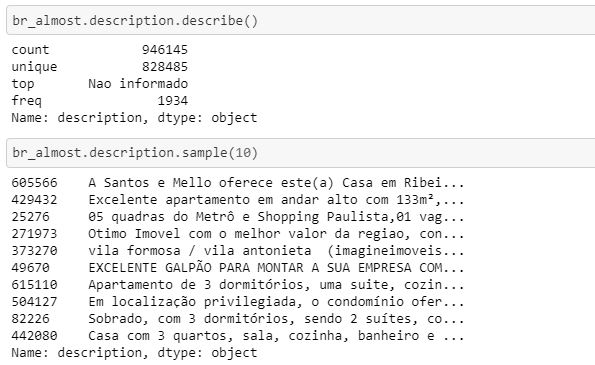 br_almost.description.describe()
count 946145
unique 828485
top Nao informado
freq 1934
Name: description, dtype: object
br_almost.description.sample(10)
605566 A Santos e Mello oferece este(a) Casa em Ribei...
429432 Excelente apartamento em andar alto com 133m²,...
25276 05 quadras do Metrô e Shopping Paulista,01 vag...
271973 Otimo Imovel com o melhor valor da regiao, con...
373270 vila formosa / vila antonieta (imagineimoveis...
49670 EXCELENTE GALPÃO PARA MONTAR A SUA EMPRESA COM...
615110 Apartamento de 3 dormitórios, uma suite, cozin...
504127 Em localização privilegiada, o condomínio ofer...
82226 Sobrado, com 3 dormitórios, sendo 2 suítes, co...
442080 Casa com 3 quartos, sala, cozinha, banheiro e ...
Name: description, dtype: object